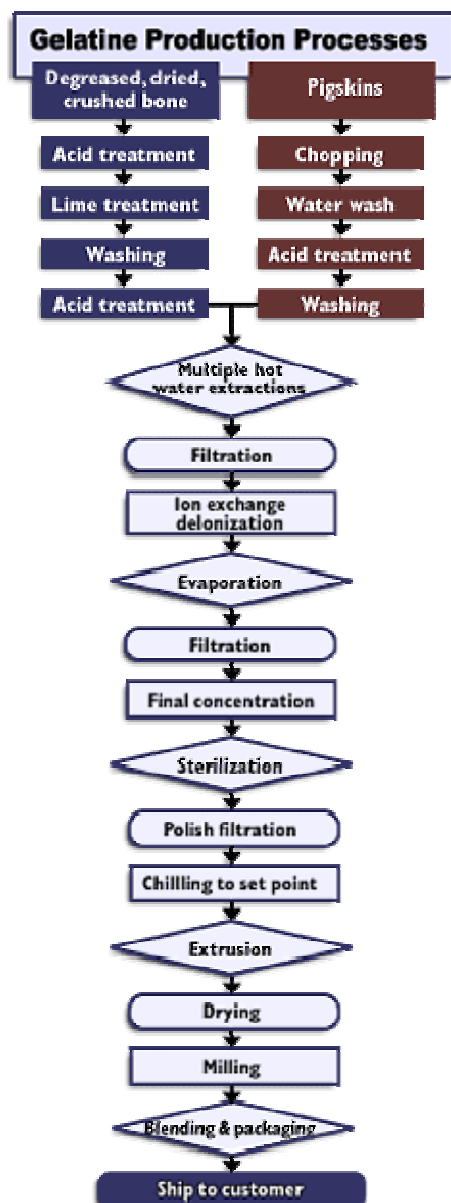 Gelatine Production Processes
Degreased, dried,
crushed bone
Acid treatment
Lime treatment
Washing
Acid treatment
Pigskins
Chopping
Water wash
Acid treatment
Washing
Multiple hot
water extractions
Filtration
Ion exchange
deionization
Evaporation
Filtration
Final concentration
Sterilization
Polish filtration
Chillling to set point
Extrusion
Drying
Milling
Blending & packaging
Ship to customer